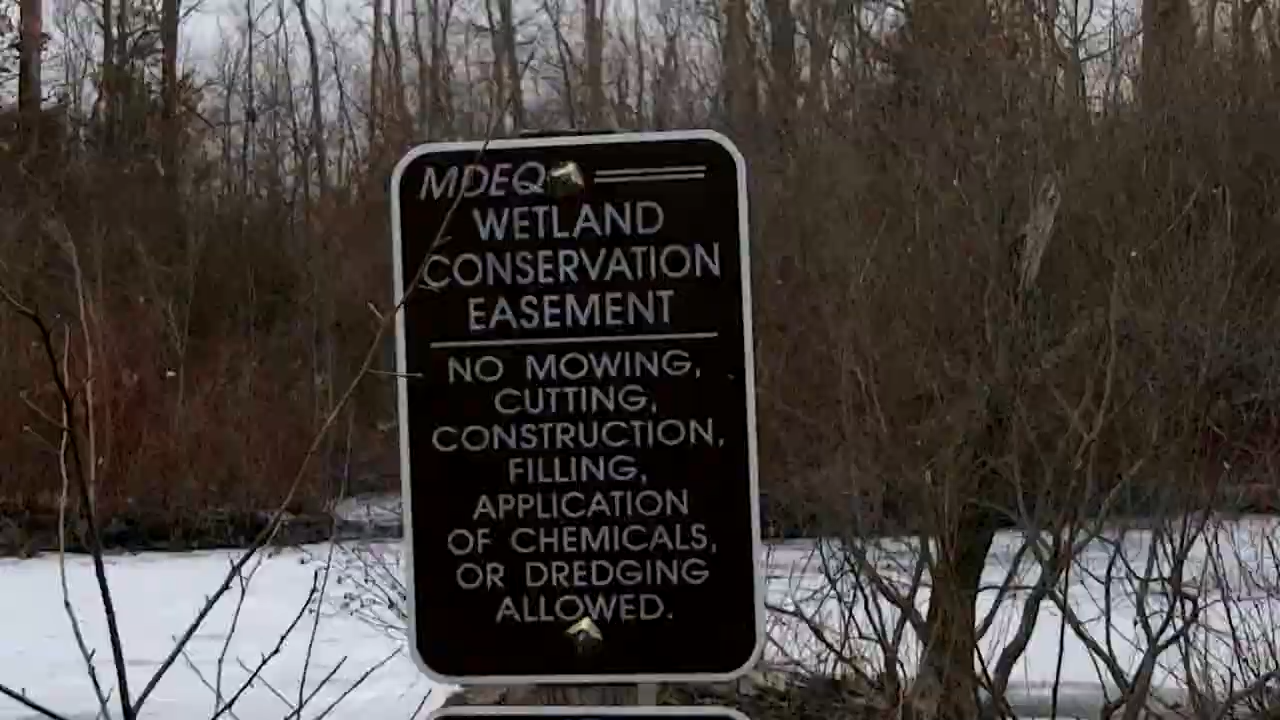 MDEQ
WETLAND
CONSERVATION
EASEMENT
NO MOWING,
CUTTING,
CONSTRUCTION,
FILLING,
APPLICATION
OF CHEMICALS,
OR DREDGING
ALLOWED.